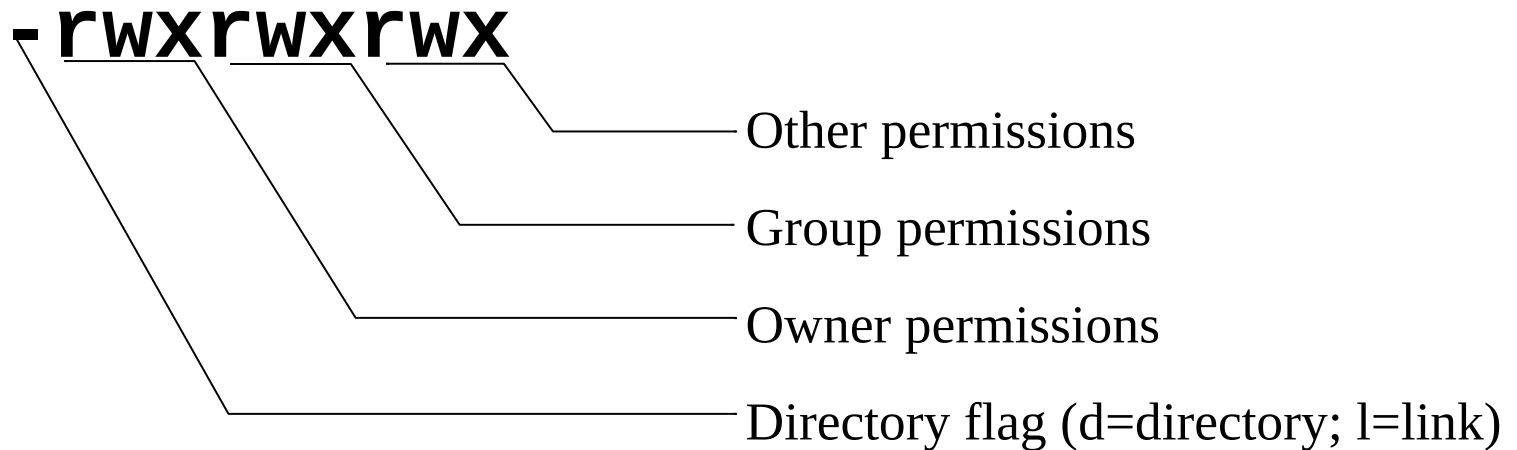 -rwxrwxrwx
Other permissions
Group permissions
Owner permissions
Directory flag (d=directory; l=link)